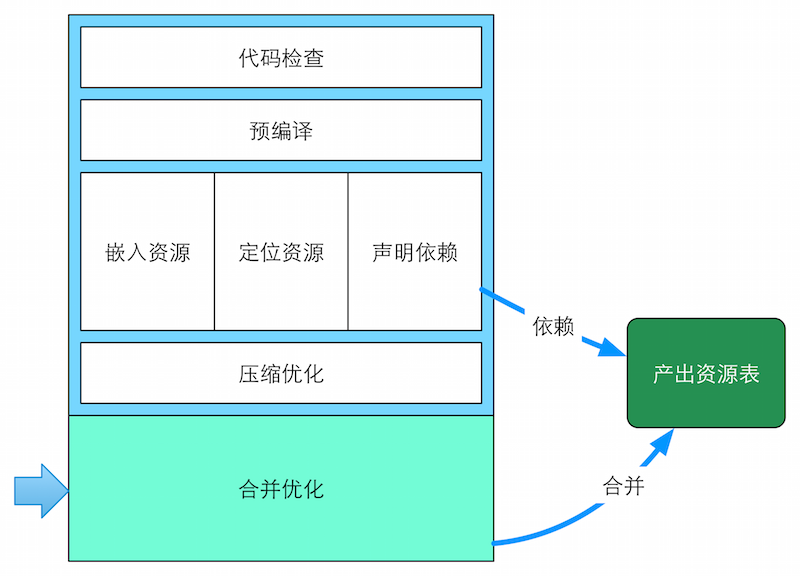 代码检查
预编译
嵌入资源
定位资源
声明依赖
依赖
产出资源表
压缩优化
合并优化
合并